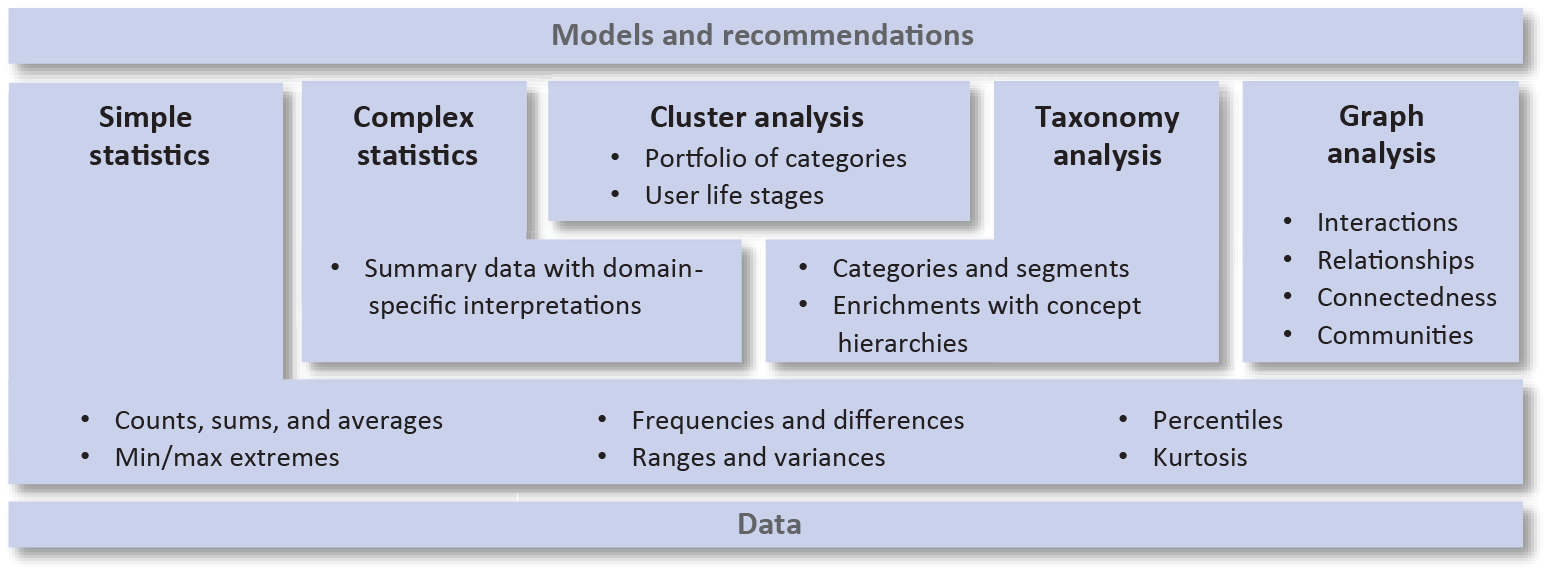 Models and recommendations
Simple
statistics
Complex
statistics
• Summary data with domain-
specific interpretations
Cluster analysis
• Portfolio of categories
• User life stages
Taxonomy
analysis
• Categories and segments
• Enrichments with concept
hierarchies
Graph
analysis
• Interactions
• Relationships
• Connectedness
• Communities
• Counts, sums, and averages
• Min/max extremes
• Frequencies and differences
• Ranges and variances
• Percentiles
• Kurtosis
Data